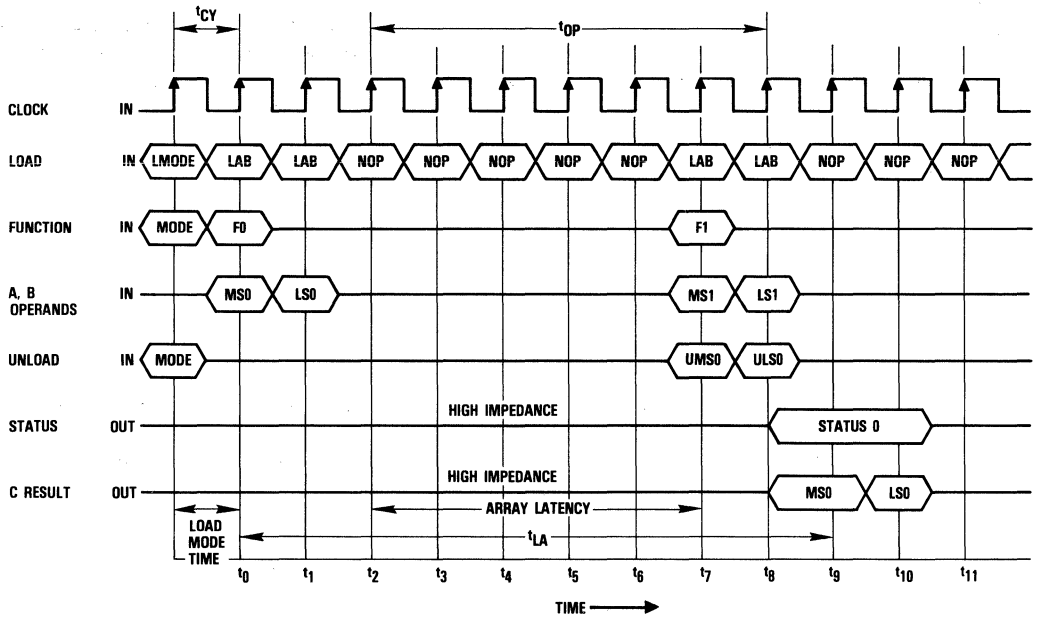 tCY
tOP
CLOCK IN
LOAD IN LMODE LAB LAB NOP NOP NOP NOP NOP LAB LAB NOP NOP NOP
FUNCTION IN MODE F0 F1
A, B
OPERANDS IN MS0 LS0 MS1 LS1
UNLOAD IN MODE UMS0 ULS0
HIGH IMPEDANCE
STATUS OUT STATUS 0
HIGH IMPEDANCE
C RESULT OUT MS0 LS0
ARRAY LATENCY
LOAD
MODE
TIME
tLA
t0 t1 t2 t3 t4 t5 t6 t7 t8 t9 t10 t11
TIME